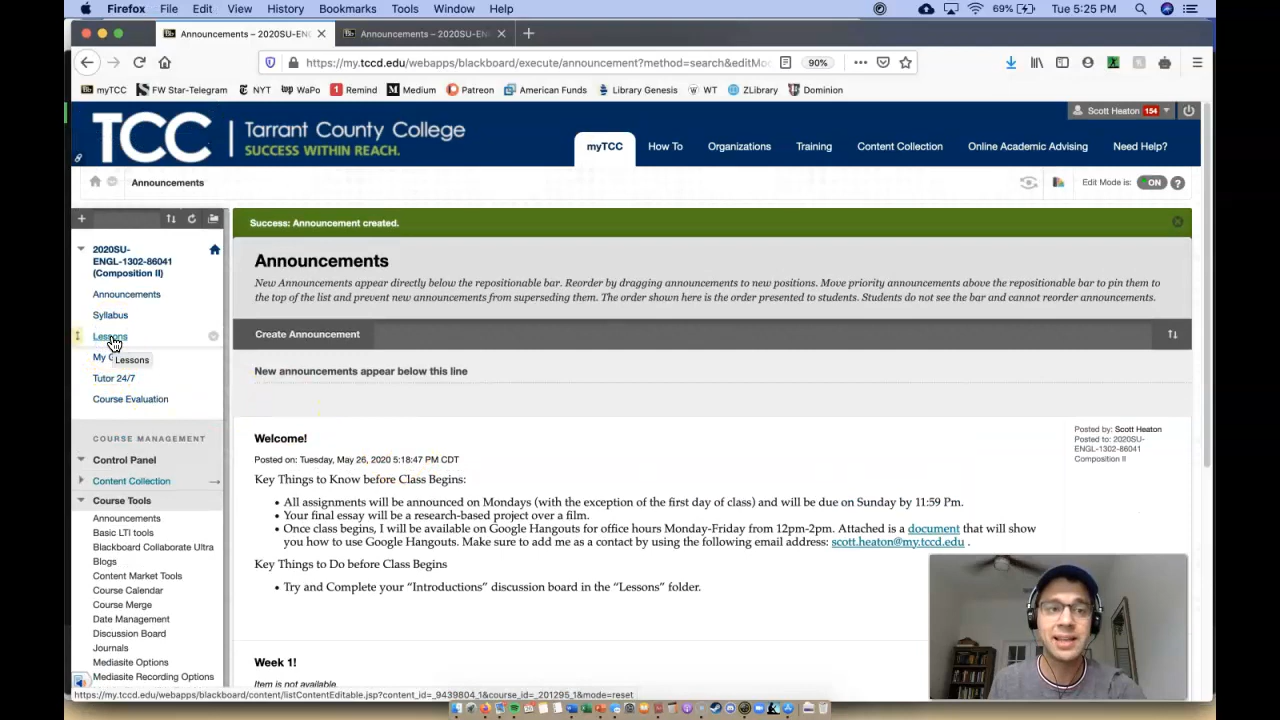 Firefox File Edit View History Bookmarks Tools Window Help 69% Tue 5:25 PM
Announcements – 2020SU-EN Announcements – 2020SU-EN
https://my.tccd.edu/webapps/blackboard/execute/announcement?method=search&editMo 90%
myTCC FW Star-Telegram NYT WaPo Remind Medium Patreon American Funds Library Genesis WT ZLibrary Dominion
Scott Heaton 154
TCC Tarrant County College
SUCCESS WITHIN REACH.
myTCC How To Organizations Training Content Collection Online Academic Advising Need Help?
Announcements Edit Mode is: ON ?
2020SU-
ENGL-1302-86041
(Composition II)
Announcements
Syllabus
Lessons
My G
Lessons
Tutor 24/7
Course Evaluation
COURSE MANAGEMENT
Control Panel
Content Collection
Course Tools
Announcements
Basic LTI tools
Blackboard Collaborate Ultra
Blogs
Content Market Tools
Course Calendar
Course Merge
Date Management
Discussion Board
Journals
Mediasite Options
Mediasite Recording Options
Success: Announcement created.
Announcements
New Announcements appear directly below the repositionable bar. Reorder by dragging announcements to new positions. Move priority announcements above the repositionable bar to pin them to
the top of the list and prevent new announcements from superseding them. The order shown here is the order presented to students. Students do not see the bar and cannot reorder announcements.
Create Announcement
New announcements appear below this line
Welcome!
Posted on: Tuesday, May 26, 2020 5:18:47 PM CDT
Key Things to Know before Class Begins:
• All assignments will be announced on Mondays (with the exception of the first day of class) and will be due on Sunday by 11:59 Pm.
• Your final essay will be a research-based project over a film.
• Once class begins, I will be available on Google Hangouts for office hours Monday-Friday from 12pm-2pm. Attached is a document that will show
you how to use Google Hangouts. Make sure to add me as a contact by using the following email address: scott.heaton@my.tccd.edu .
Key Things to Do before Class Begins
• Try and Complete your “Introductions” discussion board in the “Lessons” folder.
Posted by: Scott Heaton
Posted to: 2020SU-
ENGL-1302-86041
Composition II
Week 1!
Item is not available.
https://my.tccd.edu/webapps/blackboard/content/listContentEditable.jsp?content_id=_9439804_1&course_id=_201295_1&mode=reset